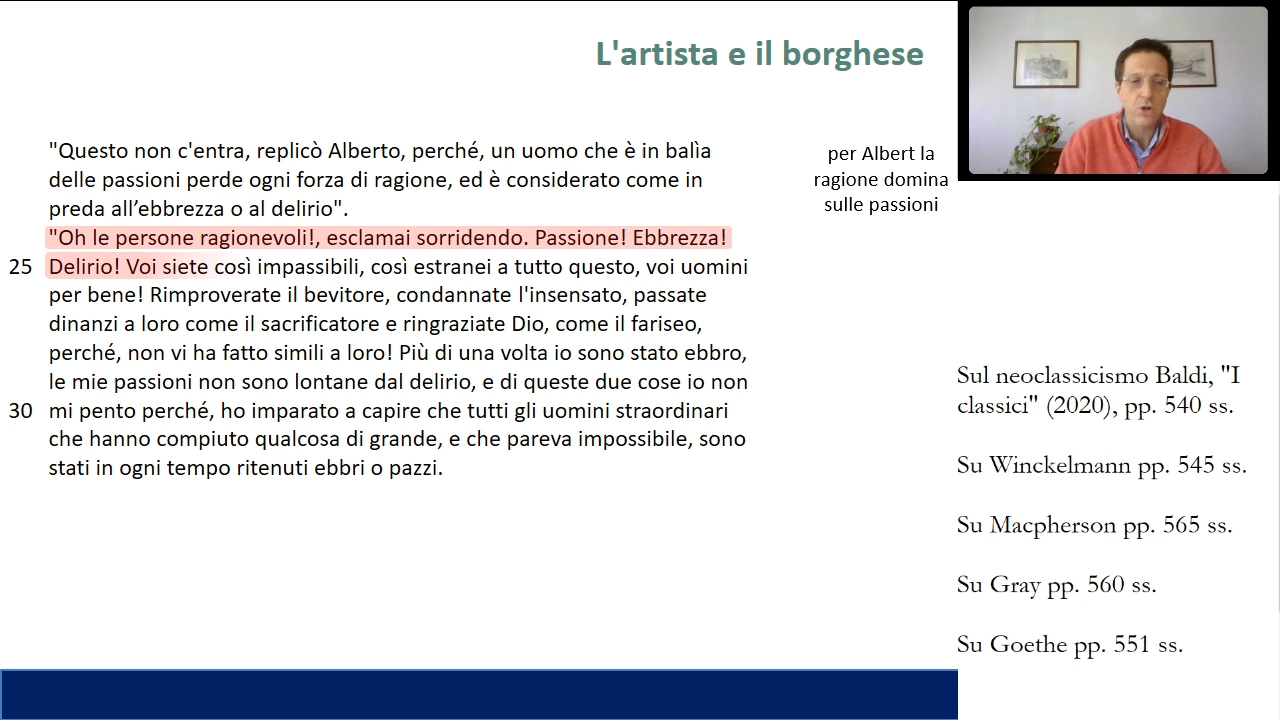 L'artista e il borghese
"Questo non c'entra, replicò Alberto, perché, un uomo che è in balìa
delle passioni perde ogni forza di ragione, ed è considerato come in
preda all’ebbrezza o al delirio".
"Oh le persone ragionevoli!, esclamai sorridendo. Passione! Ebbrezza!
25 Delirio! Voi siete così impassibili, così estranei a tutto questo, voi uomini
per bene! Rimproverate il bevitore, condannate l'insensato, passate
dinanzi a loro come il sacrificatore e ringraziate Dio, come il fariseo,
perché, non vi ha fatto simili a loro! Più di una volta io sono stato ebbro,
le mie passioni non sono lontane dal delirio, e di queste due cose io non
30 mi pento perché, ho imparato a capire che tutti gli uomini straordinari
che hanno compiuto qualcosa di grande, e che pareva impossibile, sono
stati in ogni tempo ritenuti ebbri o pazzi.
per Albert la
ragione domina
sulle passioni
Sul neoclassicismo Baldi, "I
classici" (2020), pp. 540 ss.
Su Winckelmann pp. 545 ss.
Su Macpherson pp. 565 ss.
Su Gray pp. 560 ss.
Su Goethe pp. 551 ss.